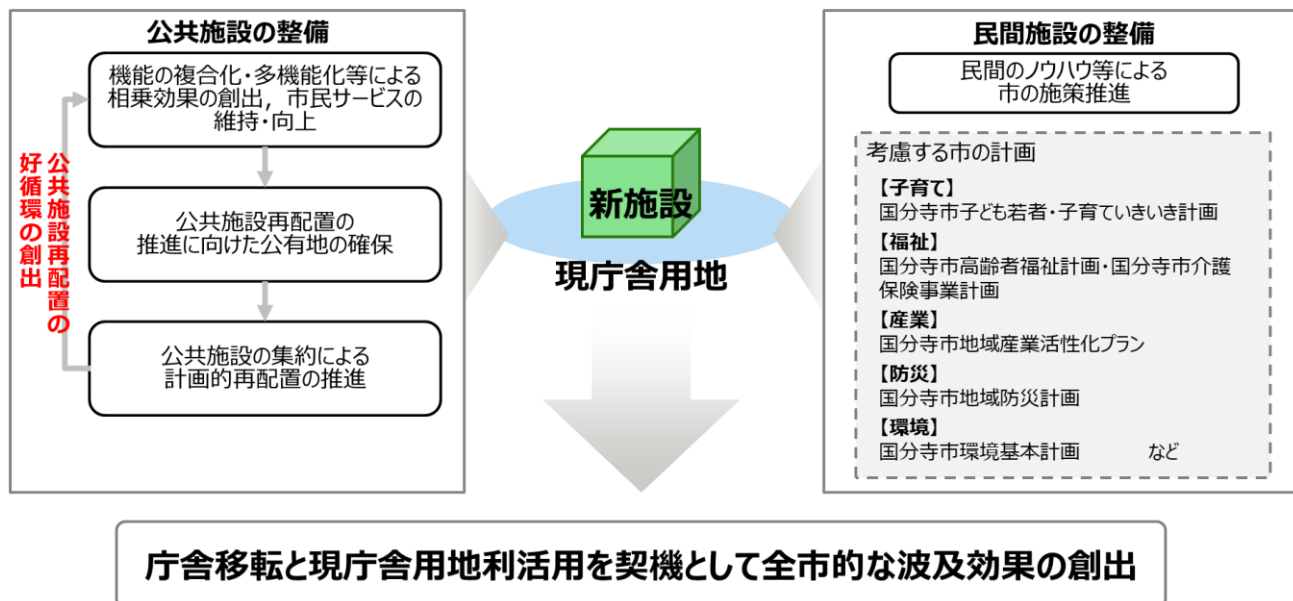 公共施設の整備
機能の複合化・多機能化等による
相乗効果の創出，市民サービスの
維持・向上
公共施設再配置の
推進に向けた公有地の確保
公共施設の集約による
計画的再配置の推進
公共施設再配置の
好循環の創出
新施設
現庁舎用地
民間施設の整備
民間のノウハウ等による
市の施策推進
考慮する市の計画
【子育て】
国分寺市子ども若者・子育ていきいき計画
【福祉】
国分寺市高齢者福祉計画・国分寺市介護
保険事業計画
【産業】
国分寺市地域産業活性化プラン
【防災】
国分寺市地域防災計画
【環境】
国分寺市環境基本計画　　　など
庁舎移転と現庁舎用地利活用を契機として全市的な波及効果の創出